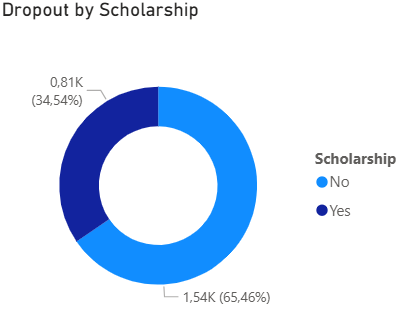 Dropout by Scholarship
0,81K
(34,54%)
Scholarship
No
Yes
1,54K (65,46%)